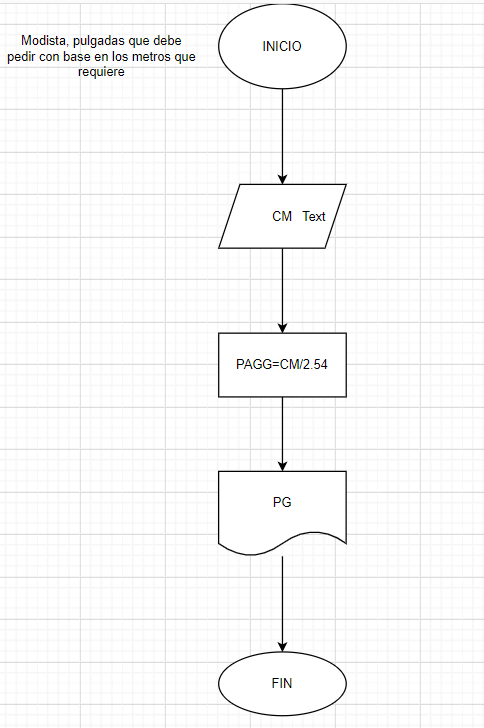 Modista, pulgadas que debe
pedir con base en los metros que
requiere
INICIO
CM Text
PAGG=CM/2.54
PG
FIN